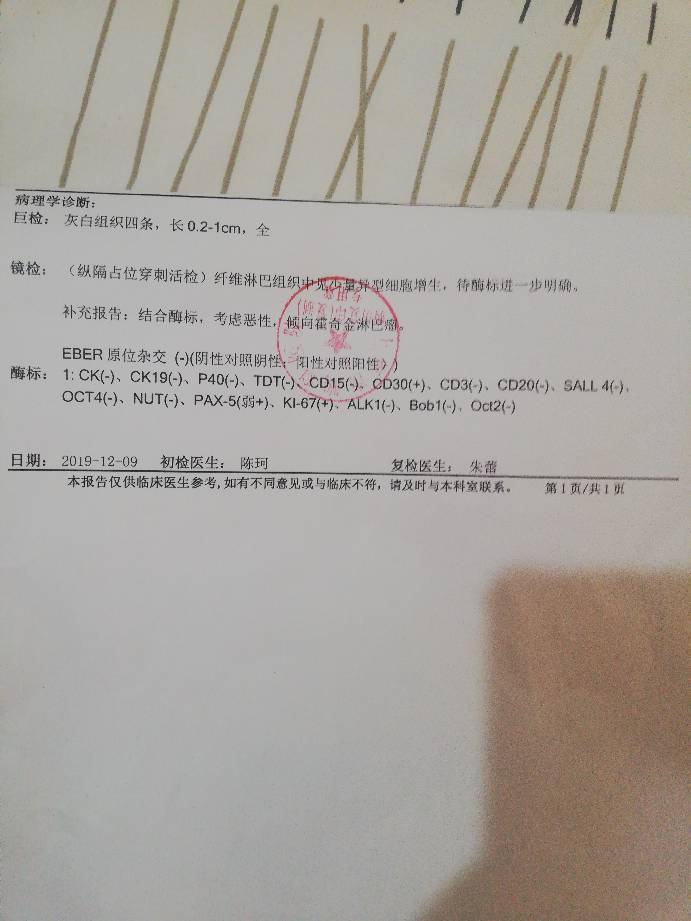 病理学诊断:
巨检： 灰白组织四条，长 0.2-1cm，全
镜检： （纵隔占位穿刺活检）纤维淋巴组织中见少量异型细胞增生，待酶标进一步明确。
补充报告：结合酶标，考虑恶性，倾向霍奇金淋巴瘤。
EBER 原位杂交 (-)(阴性对照阴性；阳性对照阳性）)
酶标： 1: CK(-)、CK19(-)、P40(-)、TDT(-)、CD15(-)、CD30(+)、CD3(-)、CD20(-)、SALL 4(-)、
OCT4(-)、NUT(-)、PAX-5(弱+)、KI-67(+)、ALK1(-)、Bob1(-)、Oct2(-)
日期： 2019-12-09 初检医生： 陈珂 复检医生： 朱蕾
本报告仅供临床医生参考,如有不同意见或与临床不符，请及时与本科室联系。 第1页/共1页